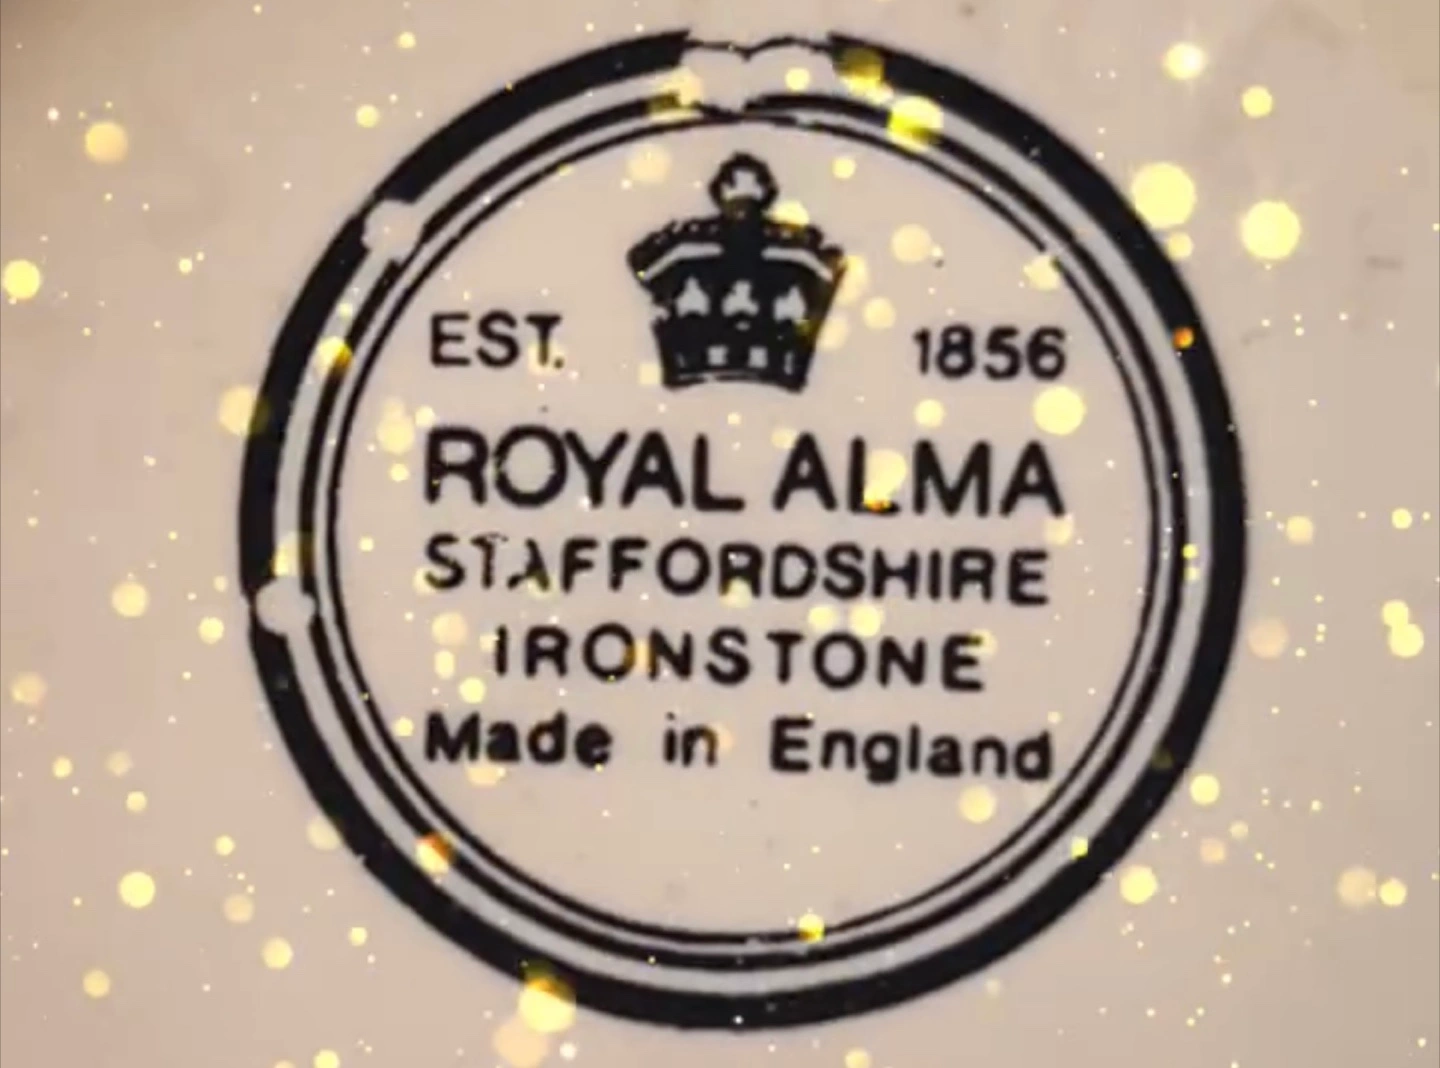 EST. 1856
ROYAL ALMA
STAFFORDSHIRE
IRONSTONE
Made in England